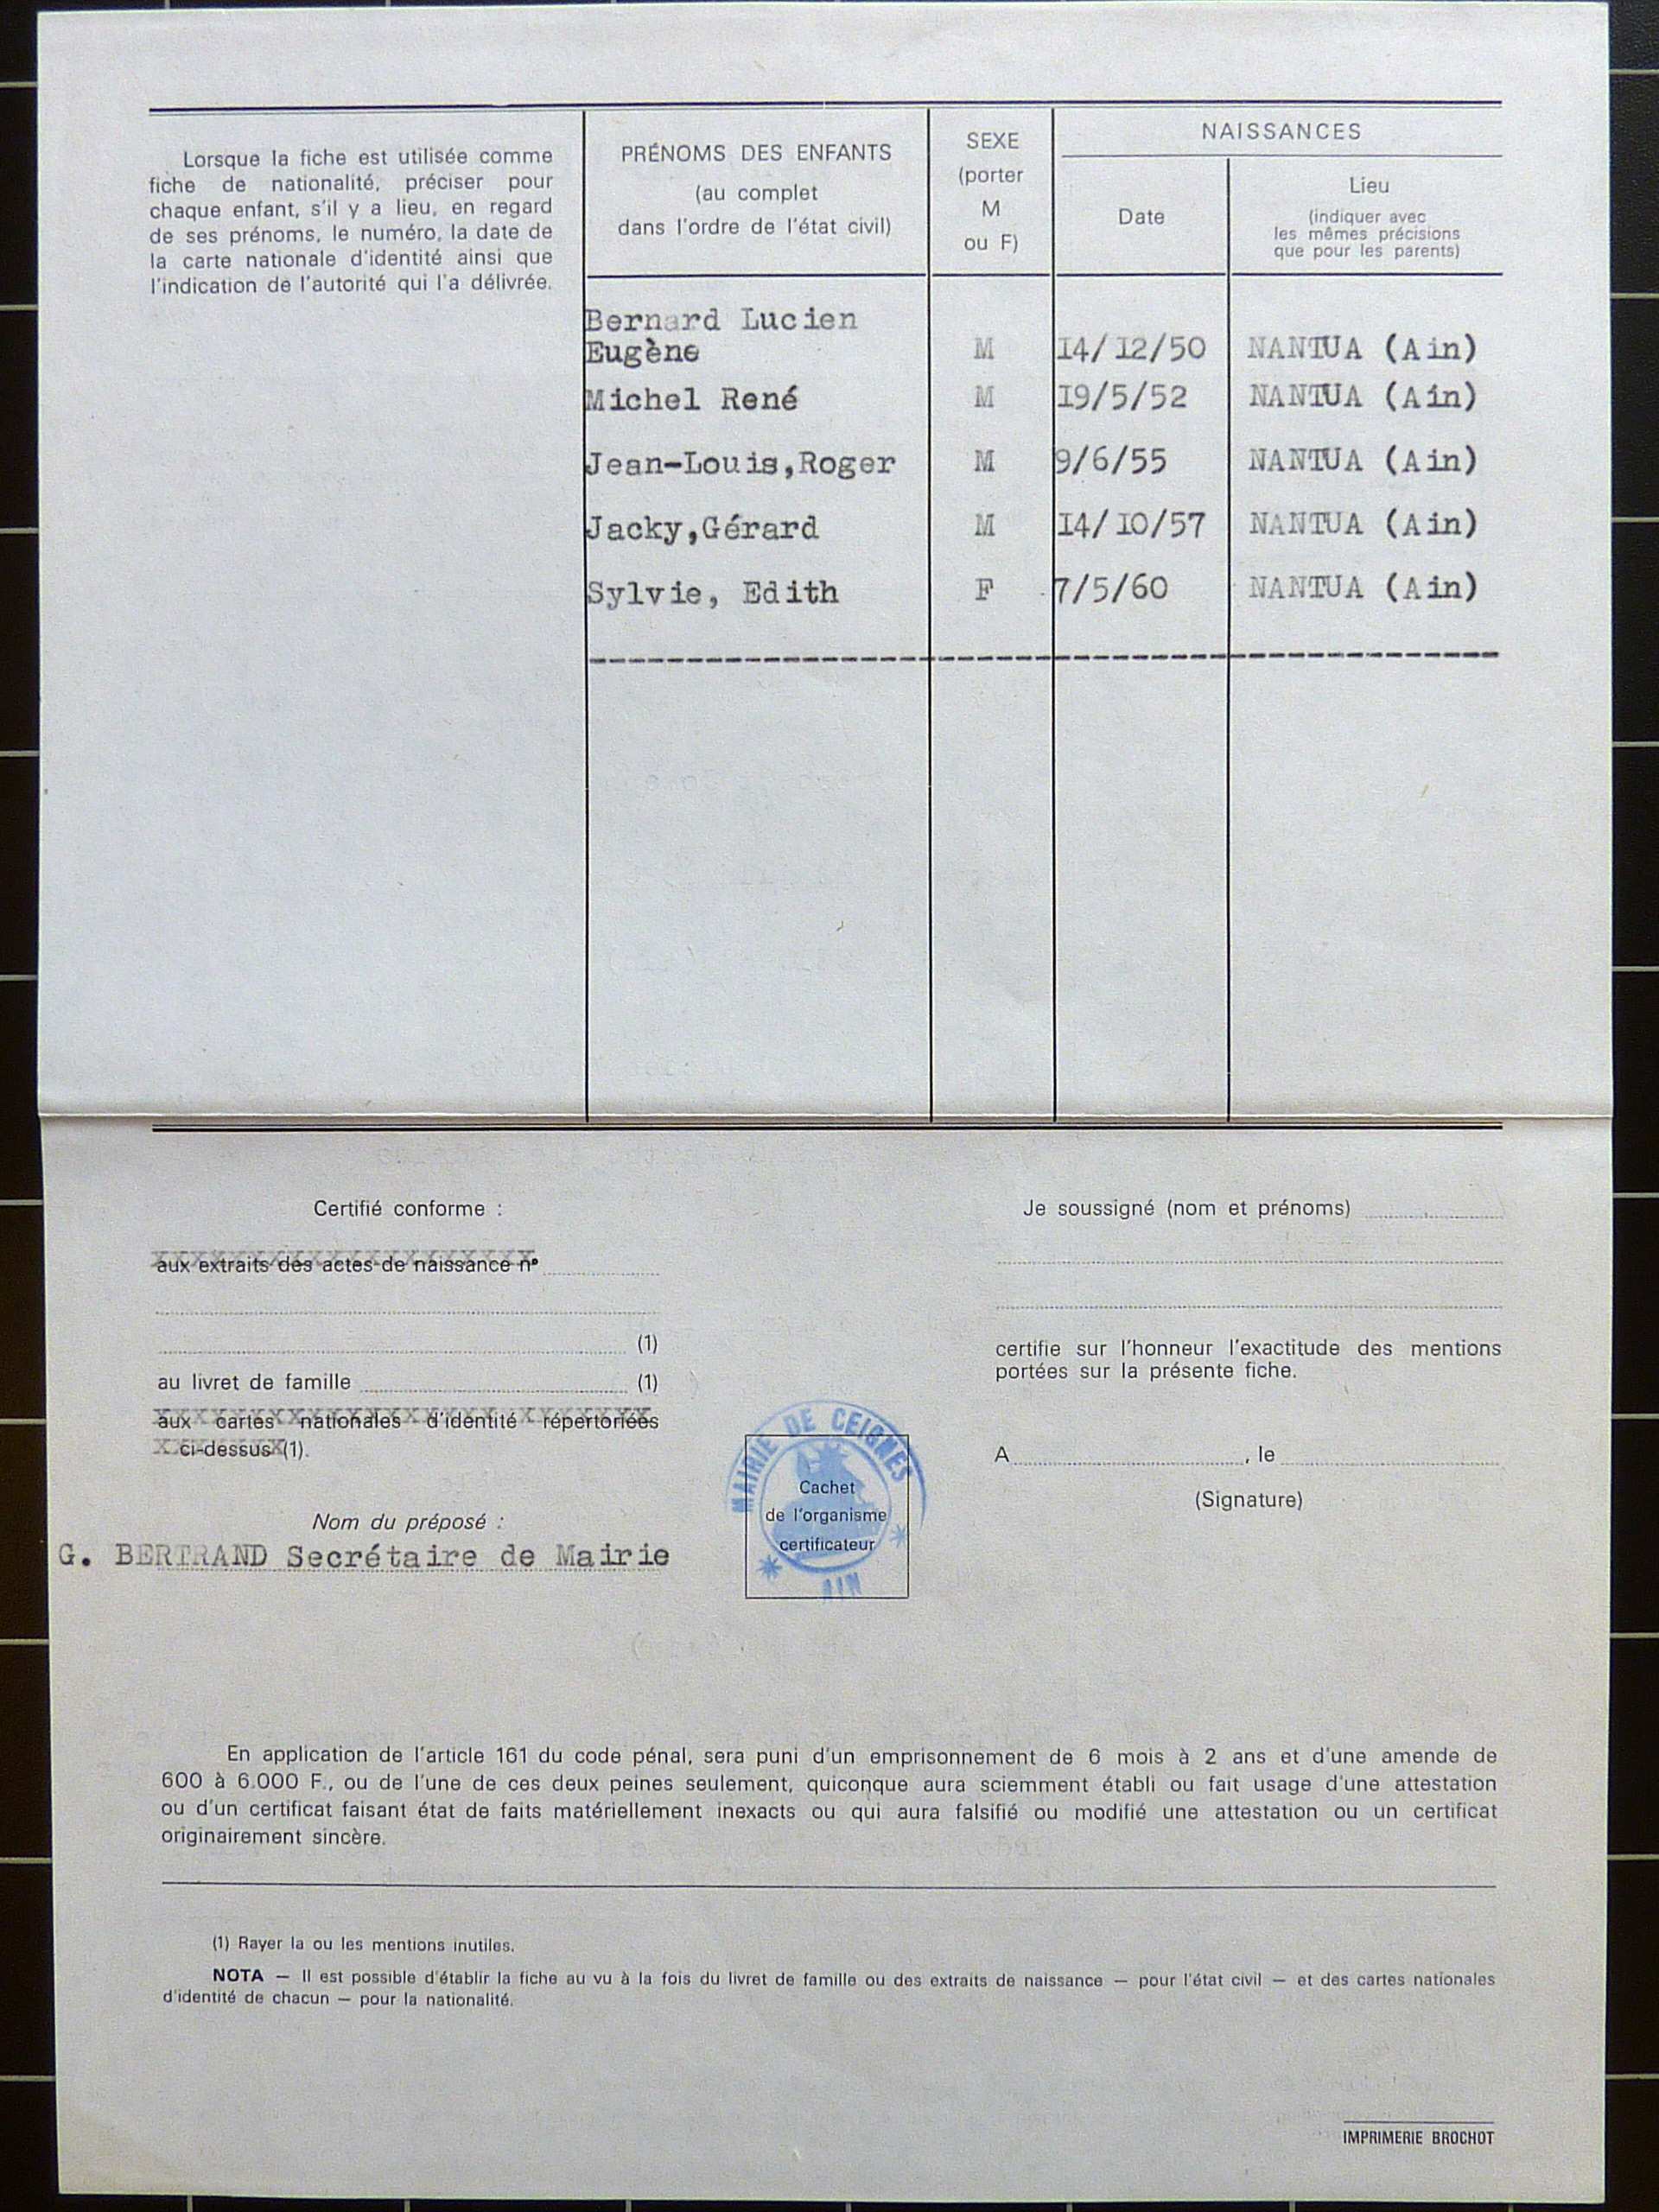 Lorsque la fiche est utilisée comme
fiche de nationalité, préciser pour
chaque enfant, s'il y a lieu, en regard
de ses prénoms, le numéro, la date de
la carte nationale d'identité ainsi que
l'indication de l'autorité qui l'a délivrée.
PRÉNOMS DES ENFANTS
(au complet
dans l'ordre de l'état civil)
SEXE
(porter
M
ou F)
NAISSANCES
Date
Lieu
(indiquer avec
les mêmes précisions
que pour les parents)
Bernard Lucien
Eugène M 14/12/50 NANTUA (Ain)
Michel René M 19/5/52 NANTUA (Ain)
Jean-Louis,Roger M 9/6/55 NANTUA (Ain)
Jacky,Gérard M 14/10/57 NANTUA (Ain)
Sylvie, Edith F 7/5/60 NANTUA (Ain)
Certifié conforme :
aux extraits des actes de naissance n°
(1)
au livret de famille (1)
aux cartes nationales d'identité répertoriées
ci-dessus (1).
Nom du préposé :
G. BERTRAND Secrétaire de Mairie
MAIRIE DE CEIGNES
Cachet
de l'organisme
certificateur
AIN
Je soussigné (nom et prénoms)
certifie sur l'honneur l'exactitude des mentions
portées sur la présente fiche.
A , le
(Signature)
En application de l'article 161 du code pénal, sera puni d'un emprisonnement de 6 mois à 2 ans et d'une amende de
600 à 6.000 F., ou de l'une de ces deux peines seulement, quiconque aura sciemment établi ou fait usage d'une attestation
ou d'un certificat faisant état de faits matériellement inexacts ou qui aura falsifié ou modifié une attestation ou un certificat
originairement sincère.
(1) Rayer la ou les mentions inutiles.
NOTA — Il est possible d'établir la fiche au vu à la fois du livret de famille ou des extraits de naissance — pour l'état civil — et des cartes nationales
d'identité de chacun — pour la nationalité.
IMPRIMERIE BROCHOT